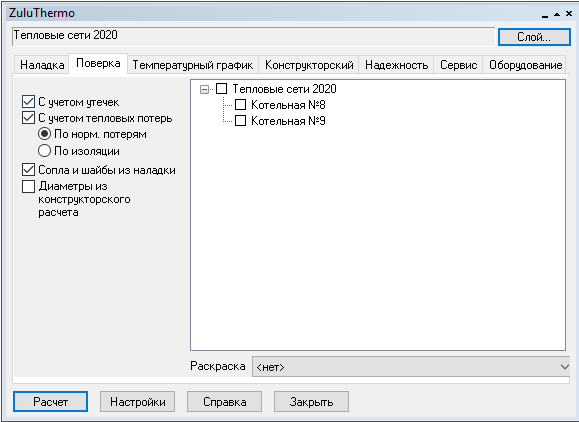 ZuluThermo
Тепловые сети 2020
Слой...
Наладка Поверка Температурный график Конструкторский Надежность Сервис Оборудование
С учетом утечек
С учетом тепловых потерь
По норм. потерям
По изоляции
Сопла и шайбы из наладки
Диаметры из
конструкторского
расчета
Тепловые сети 2020
Котельная №8
Котельная №9
Раскраска <нет>
Расчет Настройки Справка Закрыть